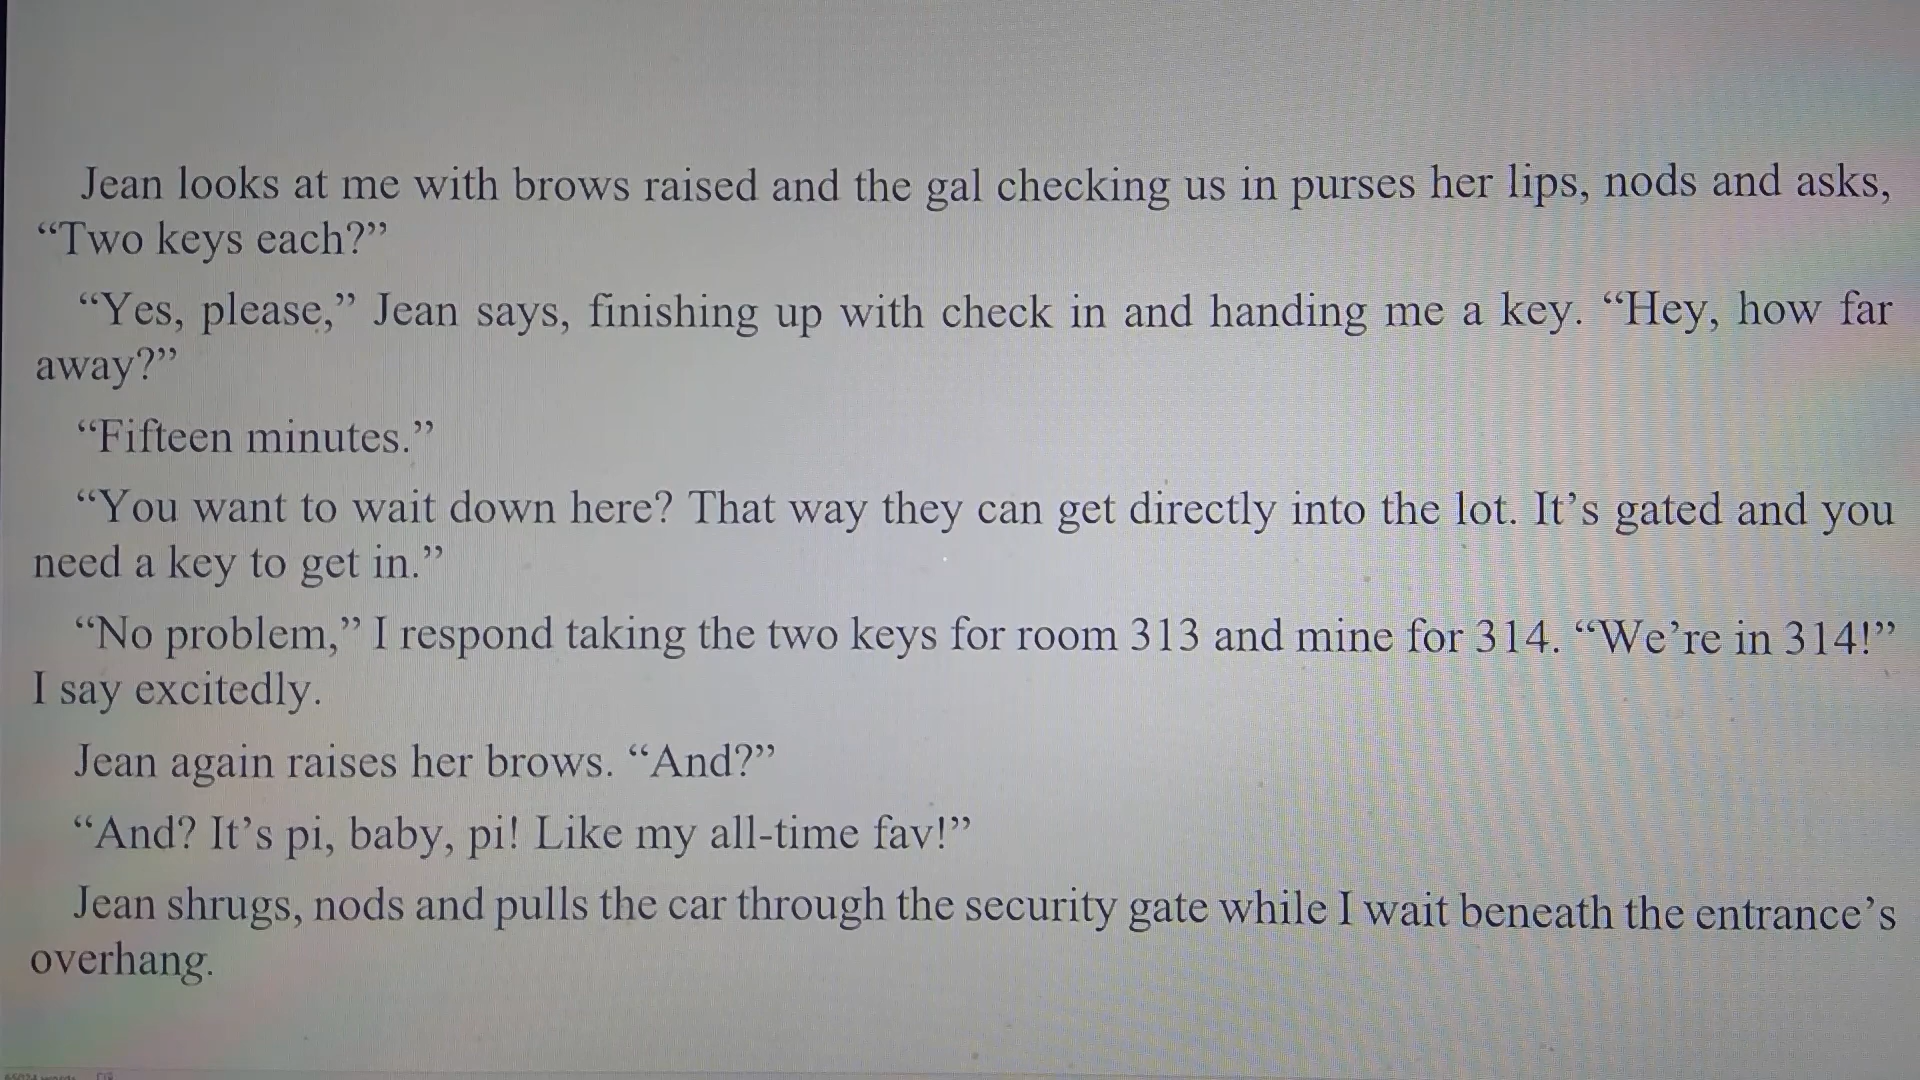 Jean looks at me with brows raised and the gal checking us in purses her lips, nods and asks,
“Two keys each?”
“Yes, please,” Jean says, finishing up with check in and handing me a key. “Hey, how far
away?”
“Fifteen minutes.”
“You want to wait down here? That way they can get directly into the lot. It’s gated and you
need a key to get in.”
“No problem,” I respond taking the two keys for room 313 and mine for 314. “We’re in 314!”
I say excitedly.
Jean again raises her brows. “And?”
“And? It’s pi, baby, pi! Like my all-time fav!”
Jean shrugs, nods and pulls the car through the security gate while I wait beneath the entrance’s
overhang.